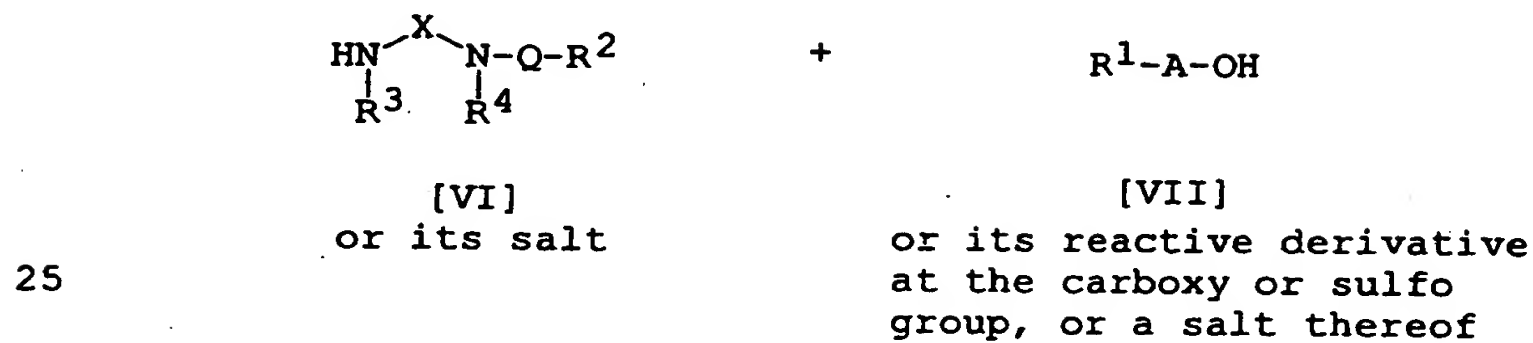 HN X N-Q-R2 + R1-A-OH
R3 R4
[VI] [VII]
or its salt or its reactive derivative
25 at the carboxy or sulfo
group, or a salt thereof